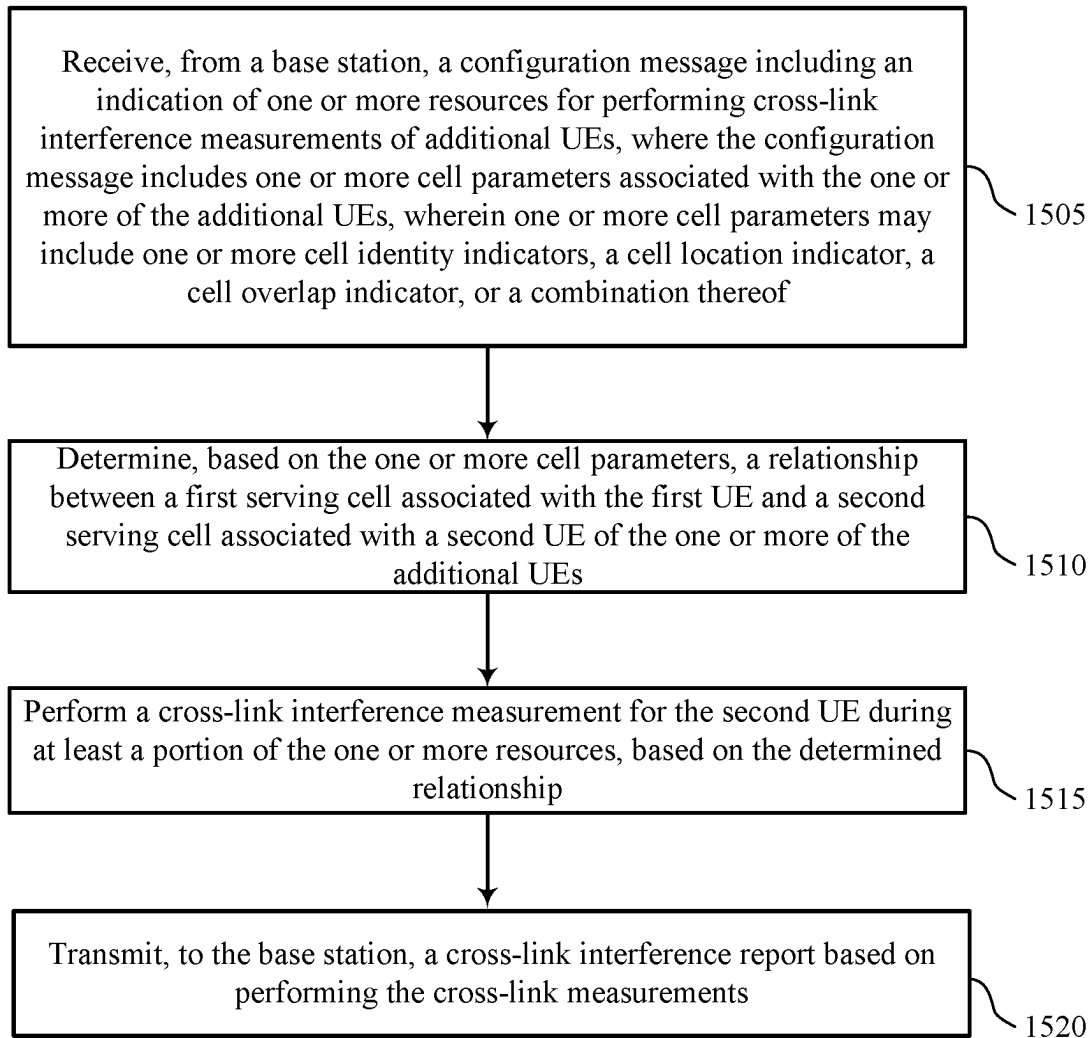 Receive, from a base station, a configuration message including an
indication of one or more resources for performing cross-link
interference measurements of additional UEs, where the configuration
message includes one or more cell parameters associated with the one or
more of the additional UEs, wherein one or more cell parameters may
include one or more cell identity indicators, a cell location indicator, a
cell overlap indicator, or a combination thereof
1505
Determine, based on the one or more cell parameters, a relationship
between a first serving cell associated with the first UE and a second
serving cell associated with a second UE of the one or more of the
additional UEs
1510
Perform a cross-link interference measurement for the second UE during
at least a portion of the one or more resources, based on the determined
relationship
1515
Transmit, to the base station, a cross-link interference report based on
performing the cross-link measurements
1520